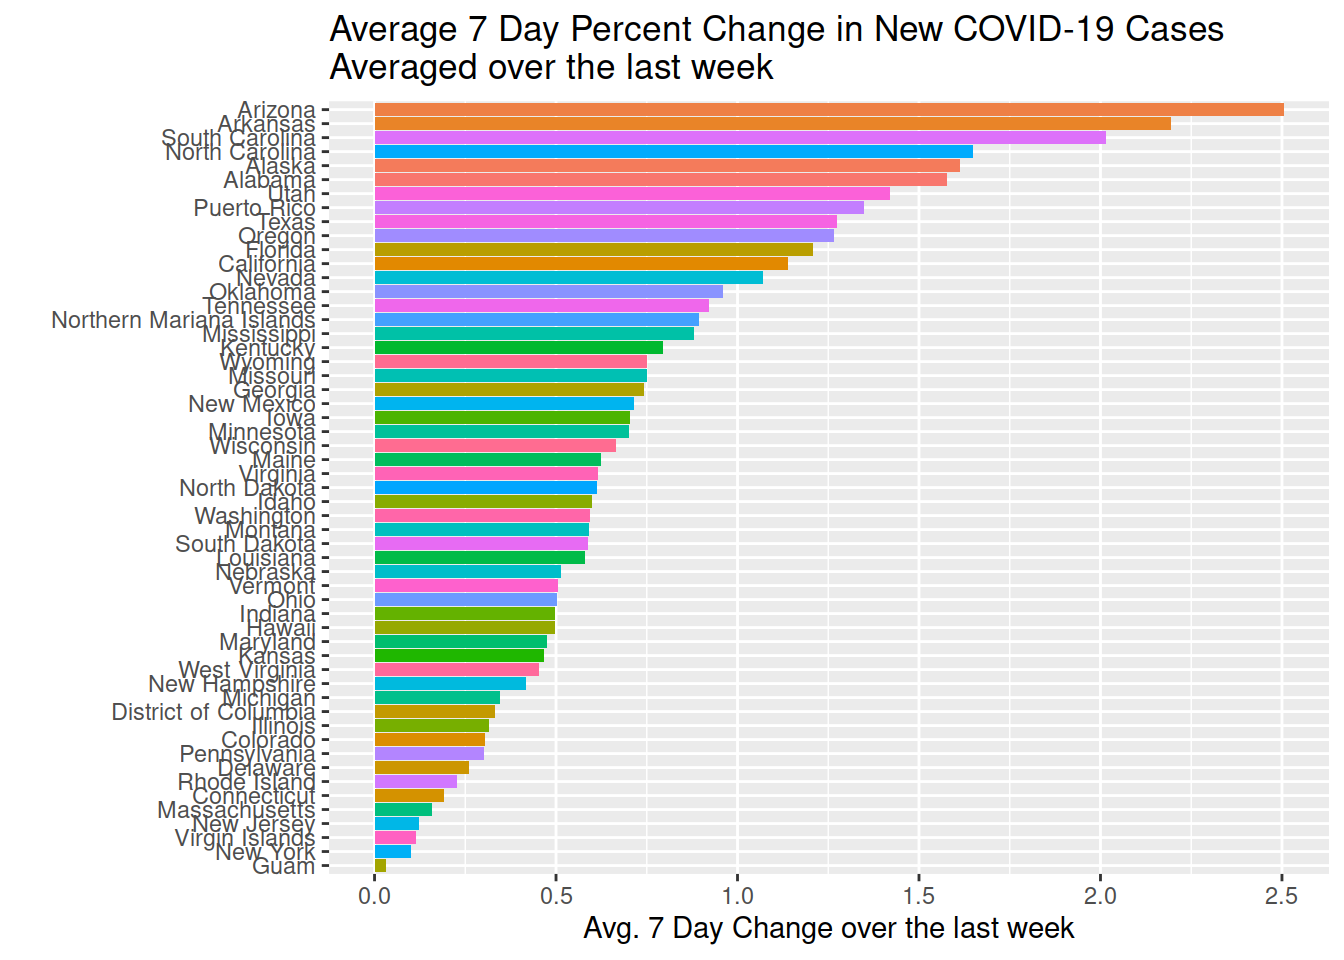 Average 7 Day Percent Change in New COVID-19 Cases
Averaged over the last week
Arizona
Arkansas
South Carolina
North Carolina
Alaska
Alabama
Utah
Puerto Rico
Texas
Oregon
Florida
California
Nevada
Oklahoma
Tennessee
Northern Mariana Islands
Mississippi
Kentucky
Wyoming
Missouri
Georgia
New Mexico
Iowa
Minnesota
Wisconsin
Maine
Virginia
North Dakota
Idaho
Washington
Montana
South Dakota
Louisiana
Nebraska
Vermont
Ohio
Indiana
Hawaii
Maryland
Kansas
West Virginia
New Hampshire
Michigan
District of Columbia
Illinois
Colorado
Pennsylvania
Delaware
Rhode Island
Connecticut
Massachusetts
New Jersey
Virgin Islands
New York
Guam
0.0 0.5 1.0 1.5 2.0 2.5
Avg. 7 Day Change over the last week